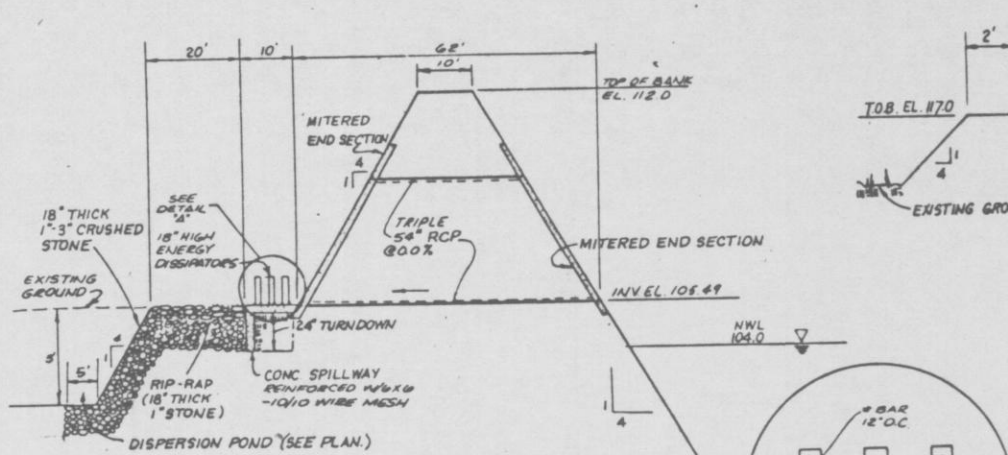 20'
10'
62'
10'
2'
TOP OF BANK
EL. 112.0
T.O.B. EL. 117.0
MITERED
END SECTION
4
1
1
4
EXISTING GRO
SEE
DETAIL
"A"
18" HIGH
ENERGY
DISSIPATORS
18" THICK
1"-3" CRUSHED
STONE
TRIPLE
54" RCP
@ 0.0%
MITERED END SECTION
EXISTING
GROUND
INV EL. 105.49
24" TURNDOWN
NWL
104.0
5'
4
1
5'
RIP-RAP
(18" THICK
1" STONE)
CONC SPILLWAY
REINFORCED W/6X6
-10/10 WIRE MESH
1
4
# BAR
12" O.C.
DISPERSION POND (SEE PLAN.)